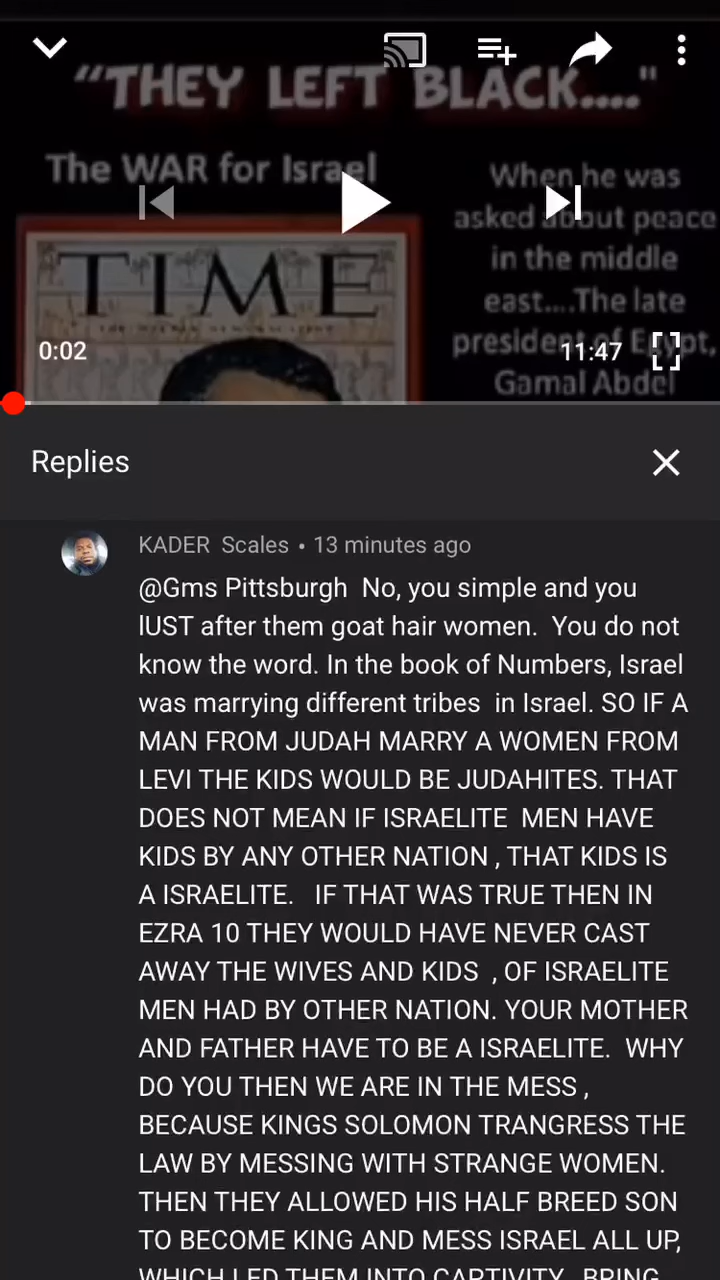 “THEY LEFT BLACK...."
The WAR for Israel
When he was
asked about peace
in the middle
east....The late
president of Egypt,
Gamal Abdel
TIME
0:02
11:47
Replies
KADER Scales • 13 minutes ago
@Gms Pittsburgh No, you simple and you
lUST after them goat hair women. You do not
know the word. In the book of Numbers, Israel
was marrying different tribes in Israel. SO IF A
MAN FROM JUDAH MARRY A WOMEN FROM
LEVI THE KIDS WOULD BE JUDAHITES. THAT
DOES NOT MEAN IF ISRAELITE MEN HAVE
KIDS BY ANY OTHER NATION , THAT KIDS IS
A ISRAELITE. IF THAT WAS TRUE THEN IN
EZRA 10 THEY WOULD HAVE NEVER CAST
AWAY THE WIVES AND KIDS , OF ISRAELITE
MEN HAD BY OTHER NATION. YOUR MOTHER
AND FATHER HAVE TO BE A ISRAELITE. WHY
DO YOU THEN WE ARE IN THE MESS ,
BECAUSE KINGS SOLOMON TRANGRESS THE
LAW BY MESSING WITH STRANGE WOMEN.
THEN THEY ALLOWED HIS HALF BREED SON
TO BECOME KING AND MESS ISRAEL ALL UP,
WHICH LED THEM INTO CAPTIVITY. BRING